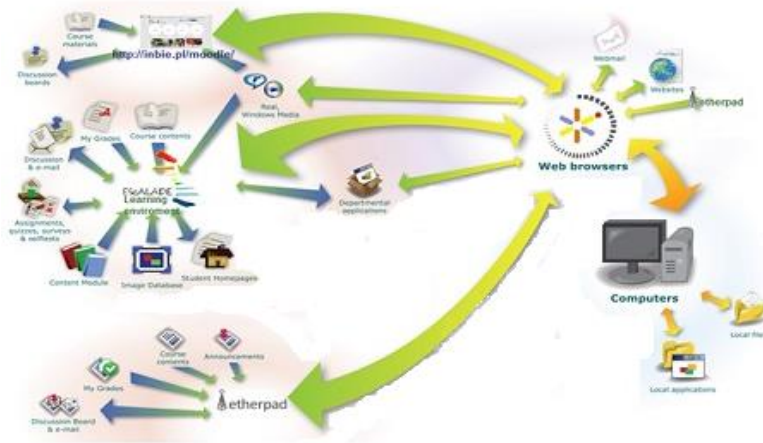 Course
materials
http://inbie.pl/moodle/
Discussion
boards
Real,
Windows Media
Webmail
Websites
etherpad
Web browsers
My Grades
Course contents
Discussion
& e-mail
ESCALADE
Learning
enviroment
Departmental
applications
Assignments,
quizzes, surveys
& selftests
Content Module
Image Database
Student Homepages
Computers
Local file
Local applications
Course
contents
Announcements
My Grades
etherpad
Discussion Board
& e-mail